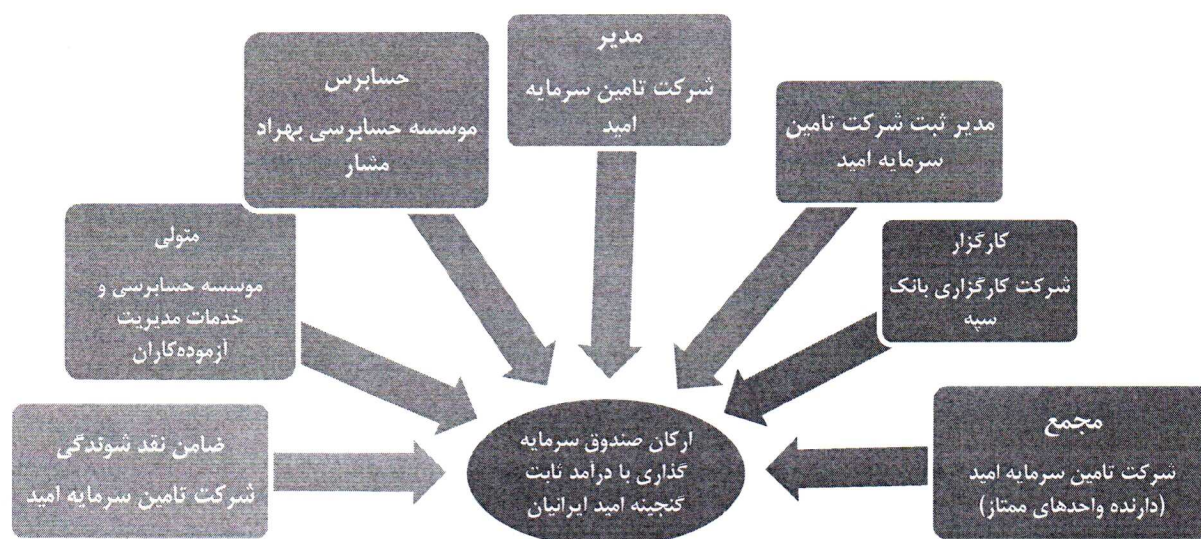 مدیر
شرکت تامین سرمایه
امید
حسابرس
موسسه حسابرسی بهراد
مشار
مدیر ثبت شرکت تامین
سرمایه امید
متولی
موسسه حسابرسی و
خدمات مدیریت
آزموده‌کاران
کارگزار
شرکت کارگزاری بانک
سپه
ضامن نقد شوندگی
شرکت تامین سرمایه امید
ارکان صندوق سرمایه
گذاری با درآمد ثابت
گنجینه امید ایرانیان
مجمع
شرکت تامین سرمایه امید
(دارنده واحدهای ممتاز)